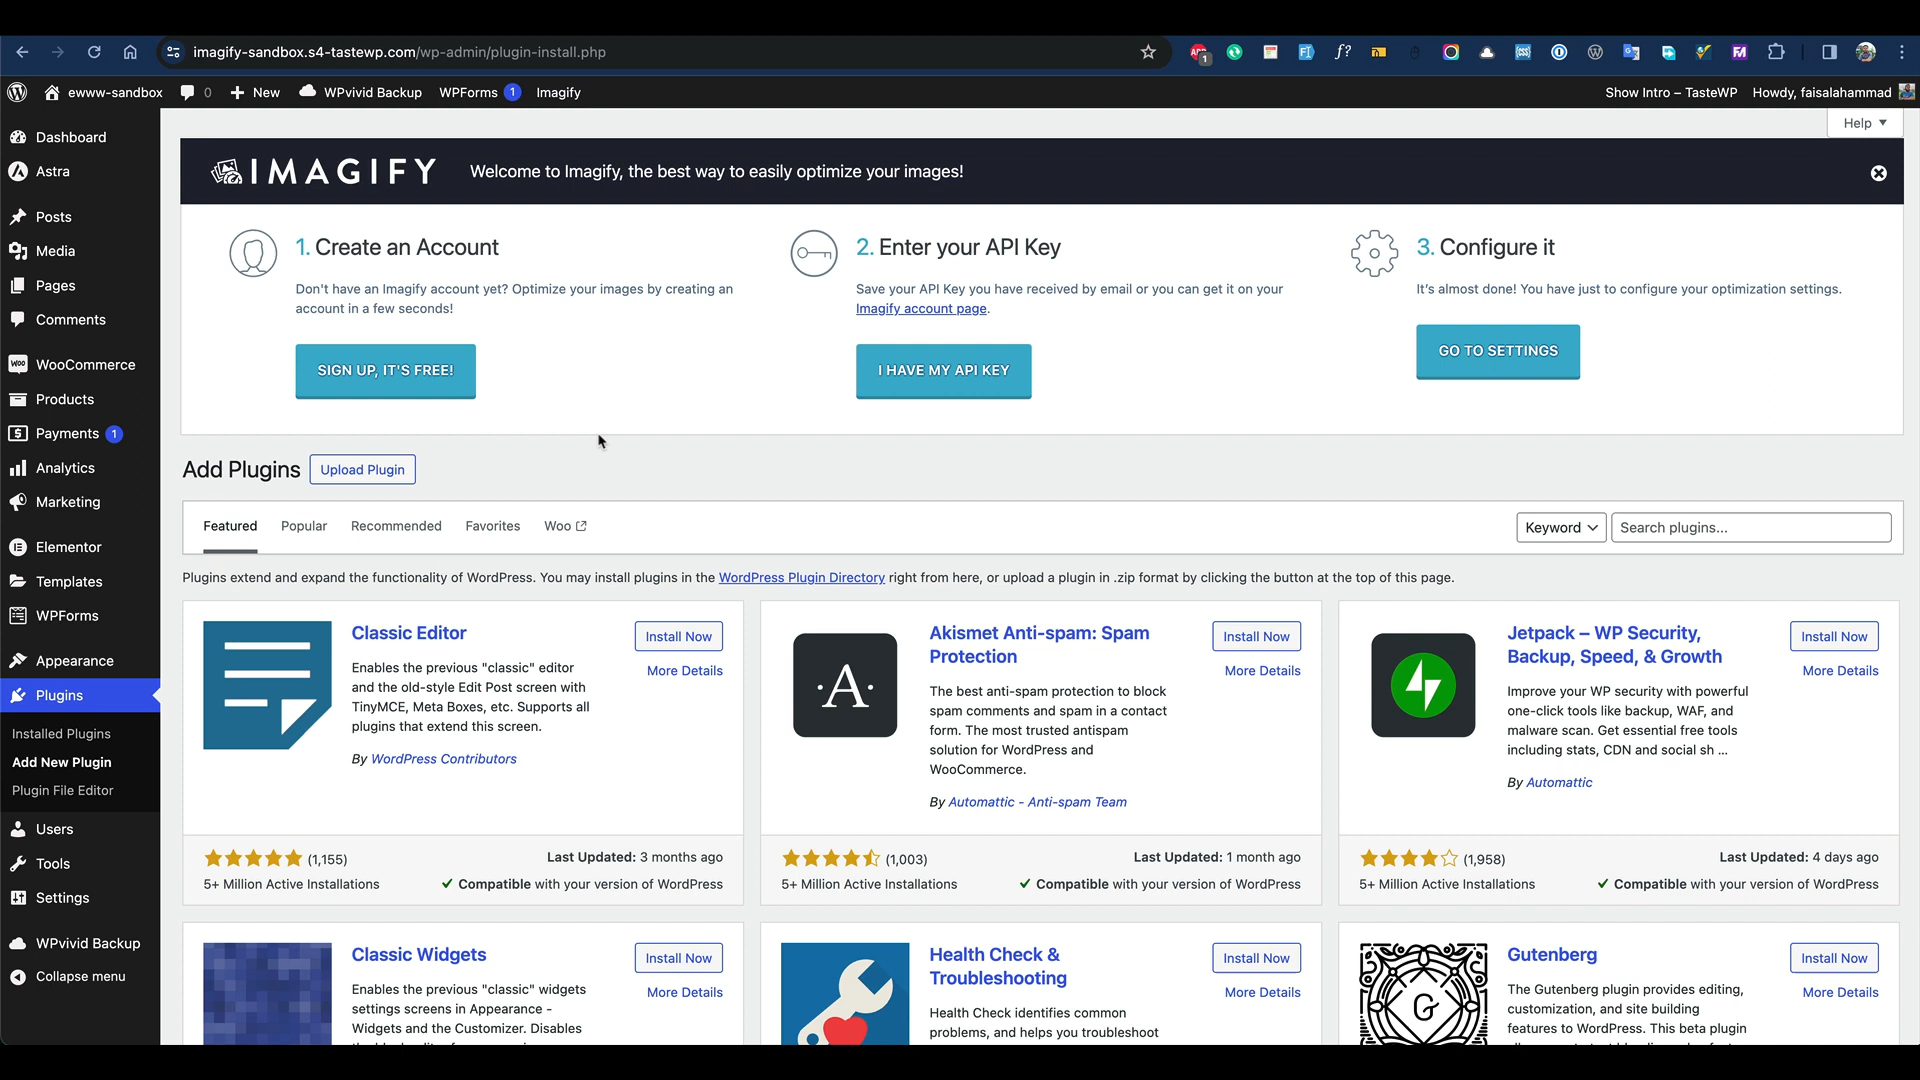 imagify-sandbox.s4-tastewp.com/wp-admin/plugin-install.php
ewww-sandbox 0 New WPvivid Backup WPForms 1 Imagify Show Intro – TasteWP Howdy, faisalahammad
Help
Dashboard
Astra
Posts
Media
Pages
Comments
WooCommerce
Products
Payments 1
Analytics
Marketing
Elementor
Templates
WPForms
Appearance
Plugins
Installed Plugins
Add New Plugin
Plugin File Editor
Users
Tools
Settings
WPvivid Backup
Collapse menu
IMAGIFY Welcome to Imagify, the best way to easily optimize your images!
1. Create an Account
Don't have an Imagify account yet? Optimize your images by creating an
account in a few seconds!
SIGN UP, IT'S FREE!
2. Enter your API Key
Save your API Key you have received by email or you can get it on your
Imagify account page.
I HAVE MY API KEY
3. Configure it
It's almost done! You have just to configure your optimization settings.
GO TO SETTINGS
Add Plugins Upload Plugin
Featured Popular Recommended Favorites Woo Keyword Search plugins...
Plugins extend and expand the functionality of WordPress. You may install plugins in the WordPress Plugin Directory right from here, or upload a plugin in .zip format by clicking the button at the top of this page.
Classic Editor
Install Now
More Details
Enables the previous "classic" editor
and the old-style Edit Post screen with
TinyMCE, Meta Boxes, etc. Supports all
plugins that extend this screen.
By WordPress Contributors
(1,155) Last Updated: 3 months ago
5+ Million Active Installations Compatible with your version of WordPress
·A·
Akismet Anti-spam: Spam
Protection
Install Now
More Details
The best anti-spam protection to block
spam comments and spam in a contact
form. The most trusted antispam
solution for WordPress and
WooCommerce.
By Automattic - Anti-spam Team
(1,003) Last Updated: 1 month ago
5+ Million Active Installations Compatible with your version of WordPress
Jetpack – WP Security,
Backup, Speed, & Growth
Install Now
More Details
Improve your WP security with powerful
one-click tools like backup, WAF, and
malware scan. Get essential free tools
including stats, CDN and social sh ...
By Automattic
(1,958) Last Updated: 4 days ago
5+ Million Active Installations Compatible with your version of WordPress
Classic Widgets
Install Now
More Details
Enables the previous "classic" widgets
settings screens in Appearance -
Widgets and the Customizer. Disables
Health Check &
Troubleshooting
Install Now
More Details
Health Check identifies common
problems, and helps you troubleshoot
G
Gutenberg
Install Now
More Details
The Gutenberg plugin provides editing,
customization, and site building
features to WordPress. This beta plugin